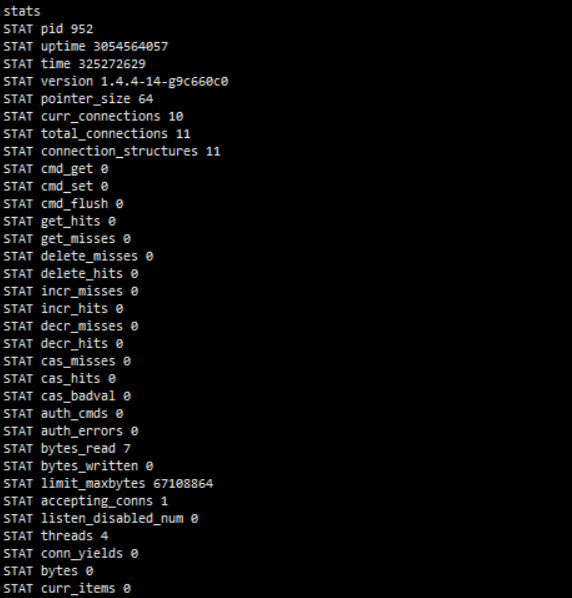 stats
STAT pid 952
STAT uptime 3054564057
STAT time 325272629
STAT version 1.4.4-14-g9c660c0
STAT pointer_size 64
STAT curr_connections 10
STAT total_connections 11
STAT connection_structures 11
STAT cmd_get 0
STAT cmd_set 0
STAT cmd_flush 0
STAT get_hits 0
STAT get_misses 0
STAT delete_misses 0
STAT delete_hits 0
STAT incr_misses 0
STAT incr_hits 0
STAT decr_misses 0
STAT decr_hits 0
STAT cas_misses 0
STAT cas_hits 0
STAT cas_badval 0
STAT auth_cmds 0
STAT auth_errors 0
STAT bytes_read 7
STAT bytes_written 0
STAT limit_maxbytes 67108864
STAT accepting_conns 1
STAT listen_disabled_num 0
STAT threads 4
STAT conn_yields 0
STAT bytes 0
STAT curr_items 0